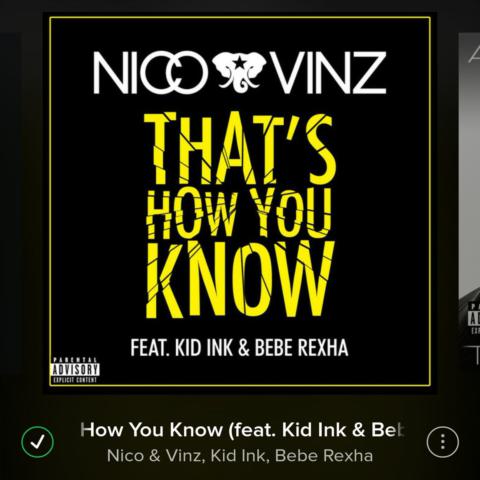 NICO VINZ
THAT'S
HOW YOU
KNOW
FEAT. KID INK & BEBE REXHA
PARENTAL
ADVISORY
EXPLICIT CONTENT
How You Know (feat. Kid Ink & Beb
Nico & Vinz, Kid Ink, Bebe Rexha